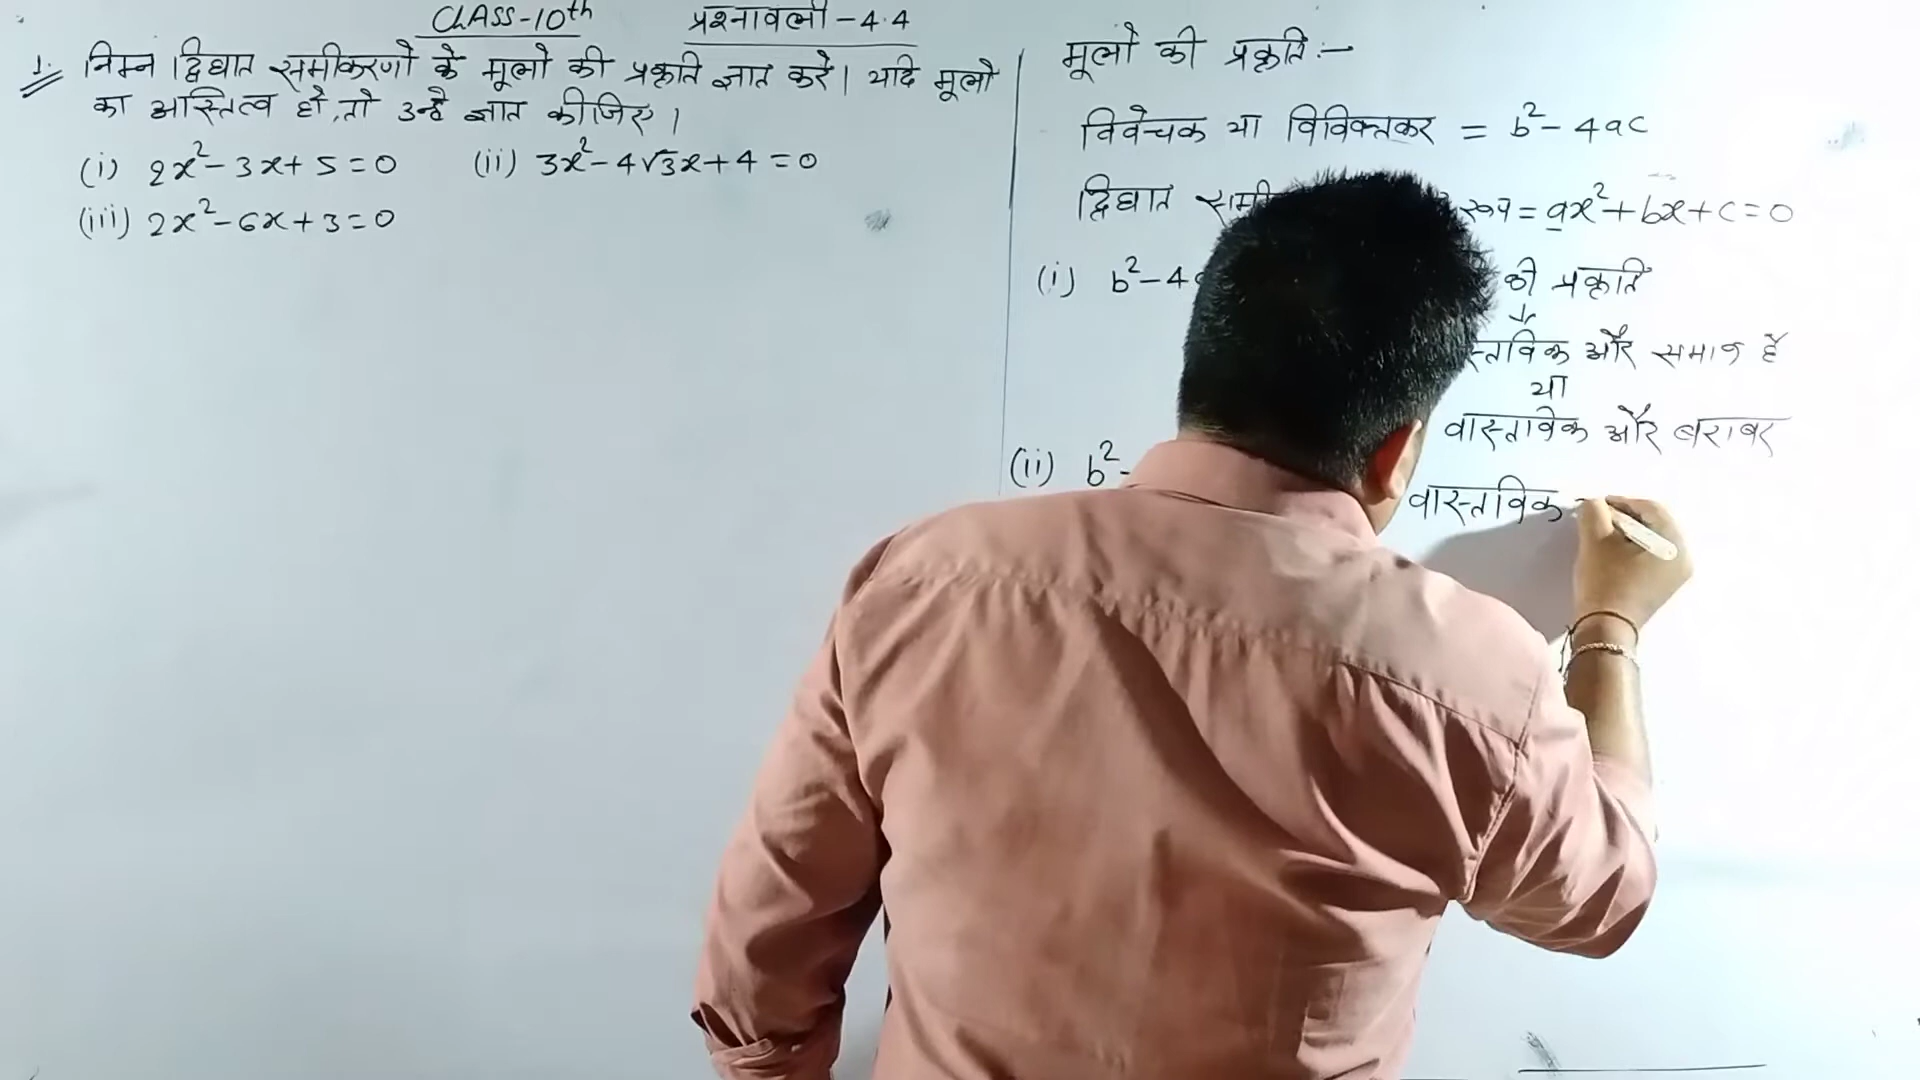 CLASS-10th प्रश्नावली-4.4
1. निम्न द्विघात समीकरणो के मूलो की प्रकृति ज्ञात करे। यदि मूलो
का अस्तित्व हो, तो उन्हे ज्ञात कीजिए।
(i) 2x²-3x+5=0 (ii) 3x²-4√3x+4=0
(iii) 2x²-6x+3=0
मूलो की प्रकृति:-
विवेचक या विविक्तकर = b²-4ac
द्विघात रूप = ax²+bx+c=0
(i) b²-4 की प्रकृति
और समान है
या
वास्तविक और बराबर
(ii) b²- वास्तविक